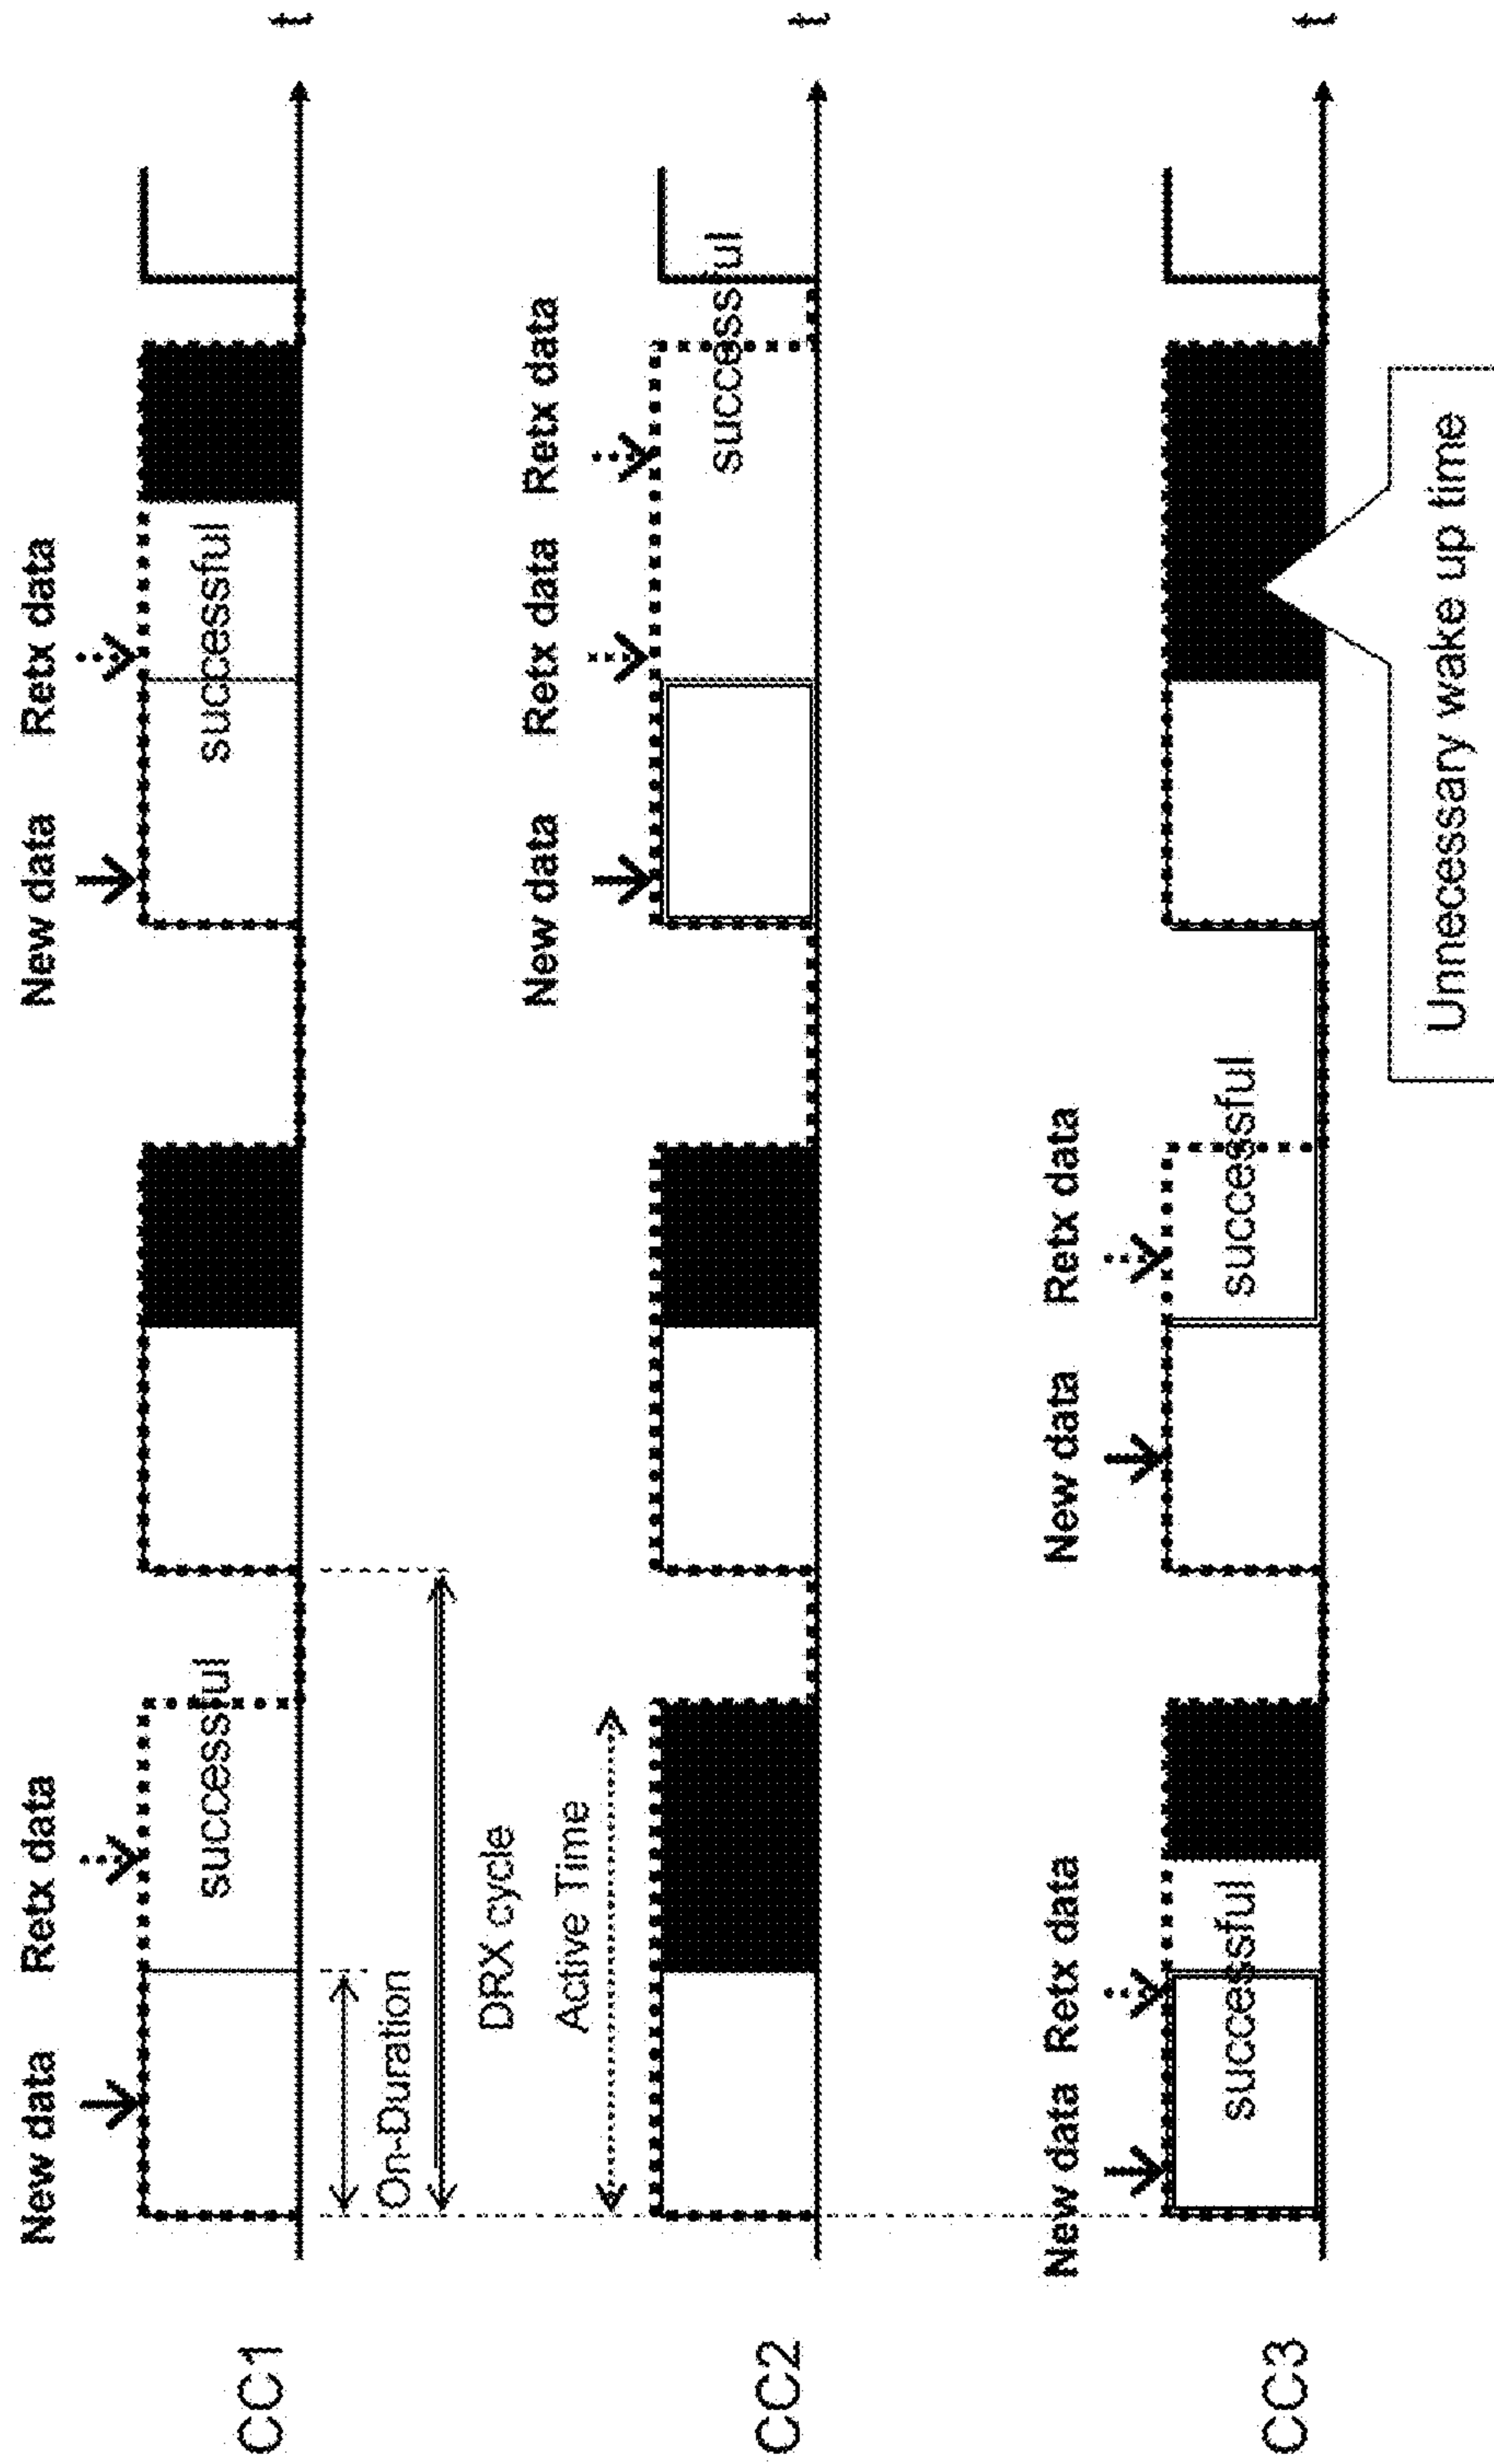 New data
Retx data
New data
Retx data
successful
successful
CC1
t
On-Duration
DRX cycle
Active Time
New data
Retx data
Retx data
successful
CC2
t
New data
Retx data
New data
Retx data
successful
successful
CC3
t
Unnecessary wake up time